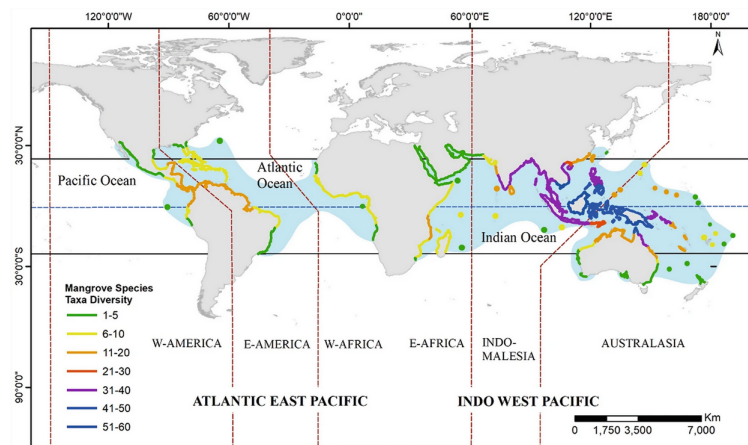 120°0'0"W 60°0'0"W 0°0'0" 60°0'0"E 120°0'0"E 180°0'0"
N
30°0'0"N
Atlantic
Ocean
Pacific Ocean
Indian Ocean
30°0'0"S
90°0'0"
Mangrove Species
Taxa Diversity
1-5
6-10
11-20
21-30
31-40
41-50
51-60
W-AMERICA E-AMERICA W-AFRICA E-AFRICA INDO-
MALESIA AUSTRALASIA
ATLANTIC EAST PACIFIC INDO WEST PACIFIC
Km
0 1,750 3,500 7,000